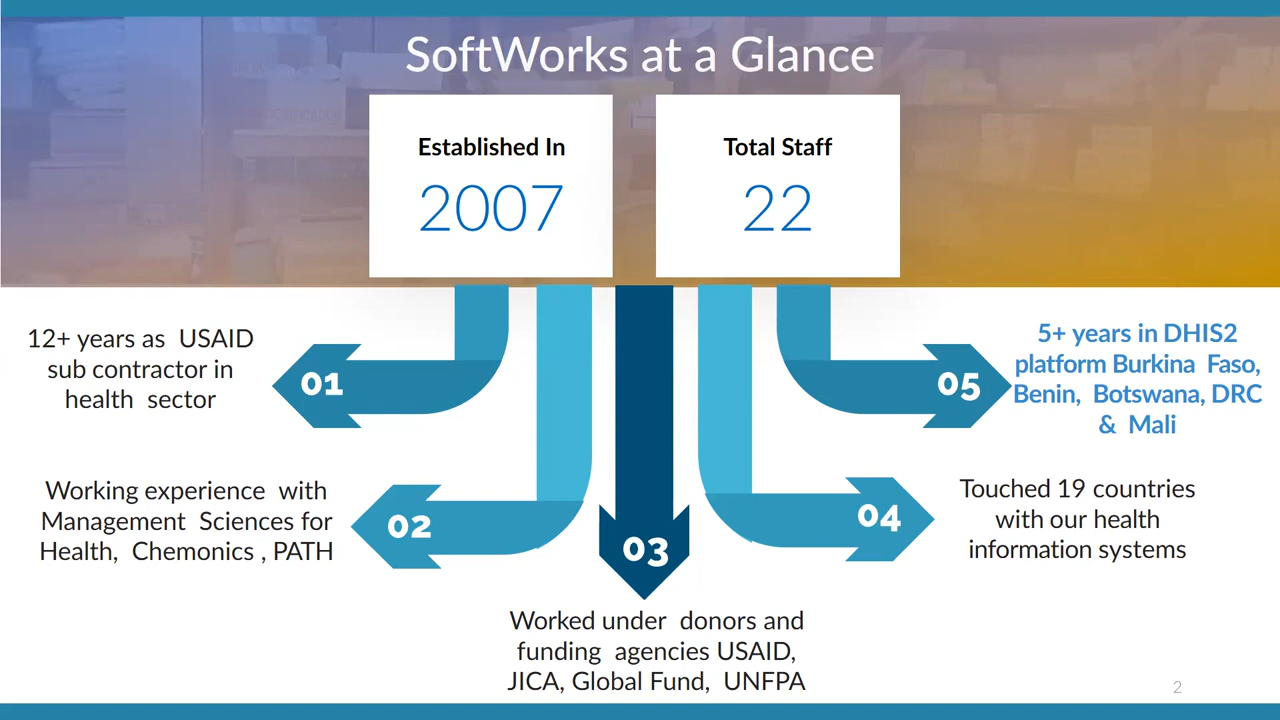 SoftWorks at a Glance
Established In
2007
Total Staff
22
12+ years as USAID
sub contractor in
health sector
01
Working experience with
Management Sciences for
Health, Chemonics , PATH
02
03
Worked under donors and
funding agencies USAID,
JICA, Global Fund, UNFPA
04
Touched 19 countries
with our health
information systems
05
5+ years in DHIS2
platform Burkina Faso,
Benin, Botswana, DRC
& Mali
2